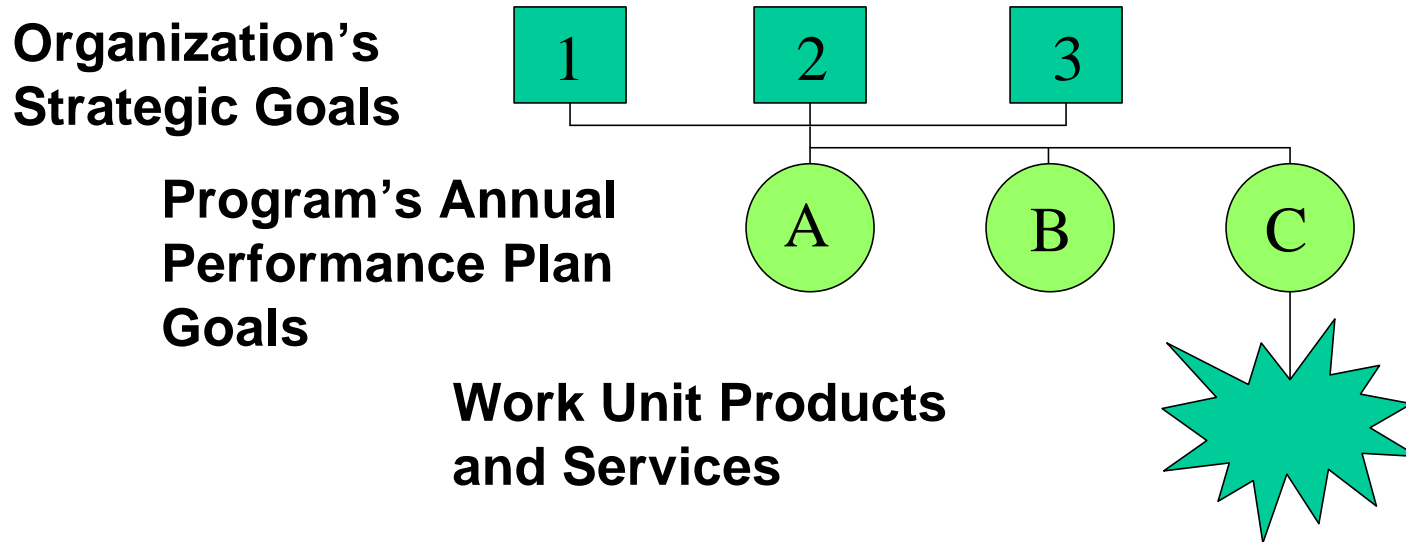 Organization’s
Strategic Goals
1 2 3
Program’s Annual
Performance Plan
Goals
A B C
Work Unit Products
and Services